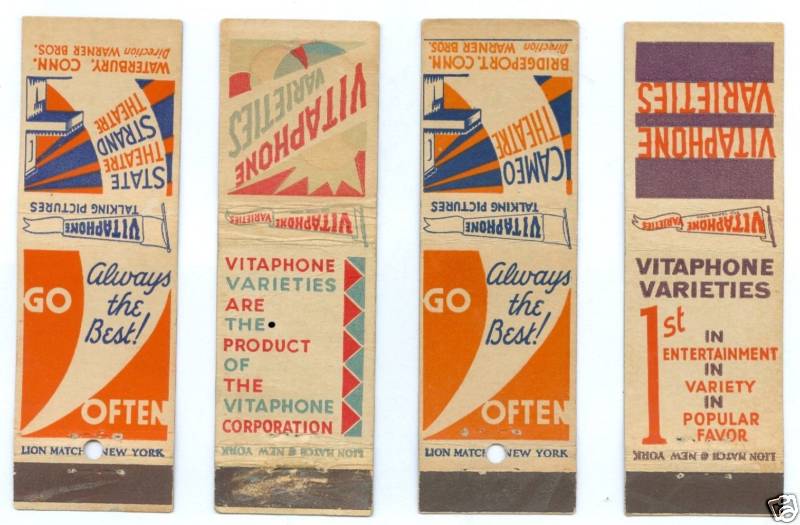 WATERBURY, CONN.
Direction WARNER BROS.
STATE
THEATRE
STRAND
THEATRE
VITAPHONE
TALKING PICTURES
GO
Always
the
Best!
OFTEN
LION MATCH NEW YORK
VITAPHONE
VARIETIES
VITAPHONE
VARIETIES
VITAPHONE
VARIETIES
ARE
THE
PRODUCT
OF
THE
VITAPHONE
CORPORATION
LION MATCH NEW YORK
BRIDGEPORT, CONN.
Direction WARNER BROS.
CAMEO
THEATRE
VITAPHONE
TALKING PICTURES
GO
Always
the
Best!
OFTEN
LION MATCH NEW YORK
VITAPHONE
VARIETIES
VITAPHONE
VARIETIES
VITAPHONE
VARIETIES
1st
IN
ENTERTAINMENT
IN
VARIETY
IN
POPULAR
FAVOR
LION MATCH NEW YORK